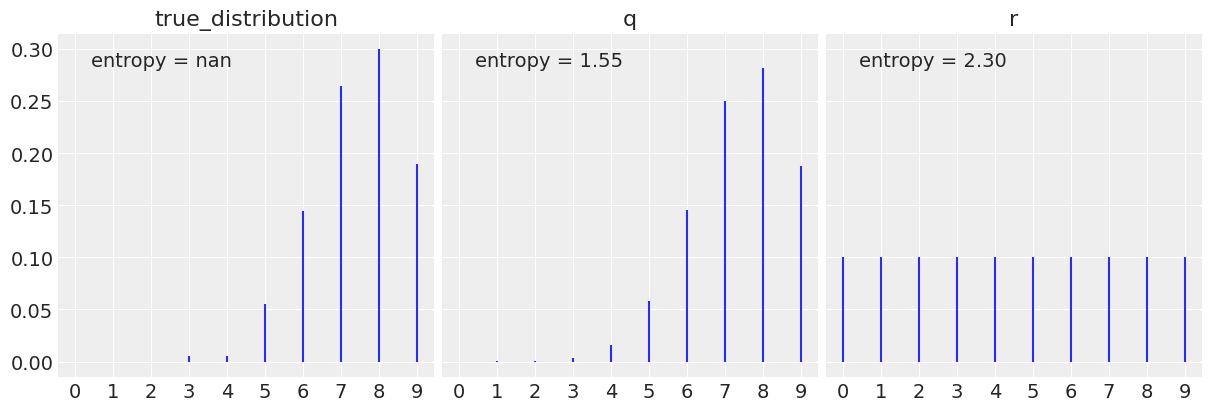 true_distribution q r
entropy = nan entropy = 1.55 entropy = 2.30
0.30
0.25
0.20
0.15
0.10
0.05
0.00
0 1 2 3 4 5 6 7 8 9 0 1 2 3 4 5 6 7 8 9 0 1 2 3 4 5 6 7 8 9